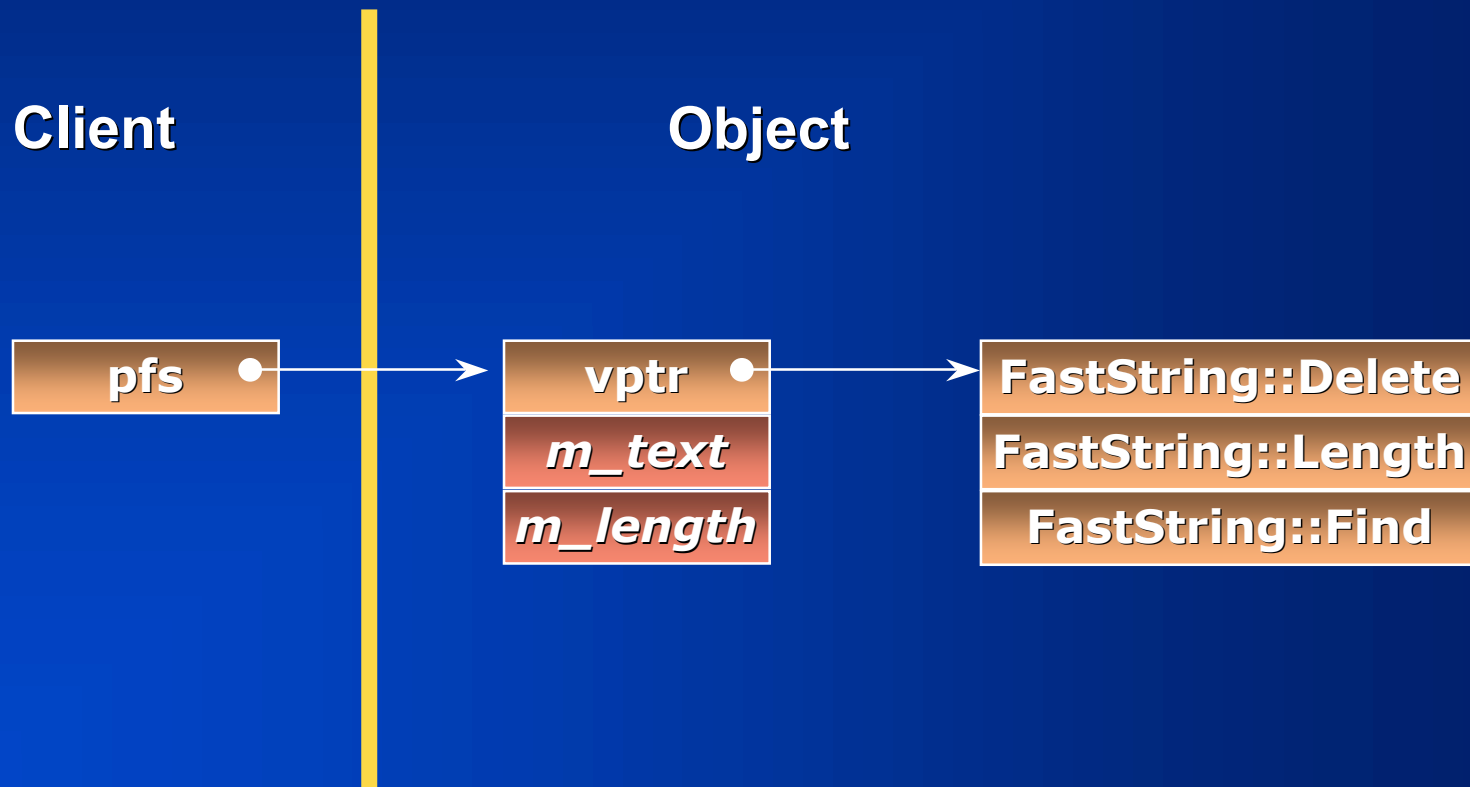 Client
Object
pfs
vptr
FastString::Delete
m_text
FastString::Length
m_length
FastString::Find